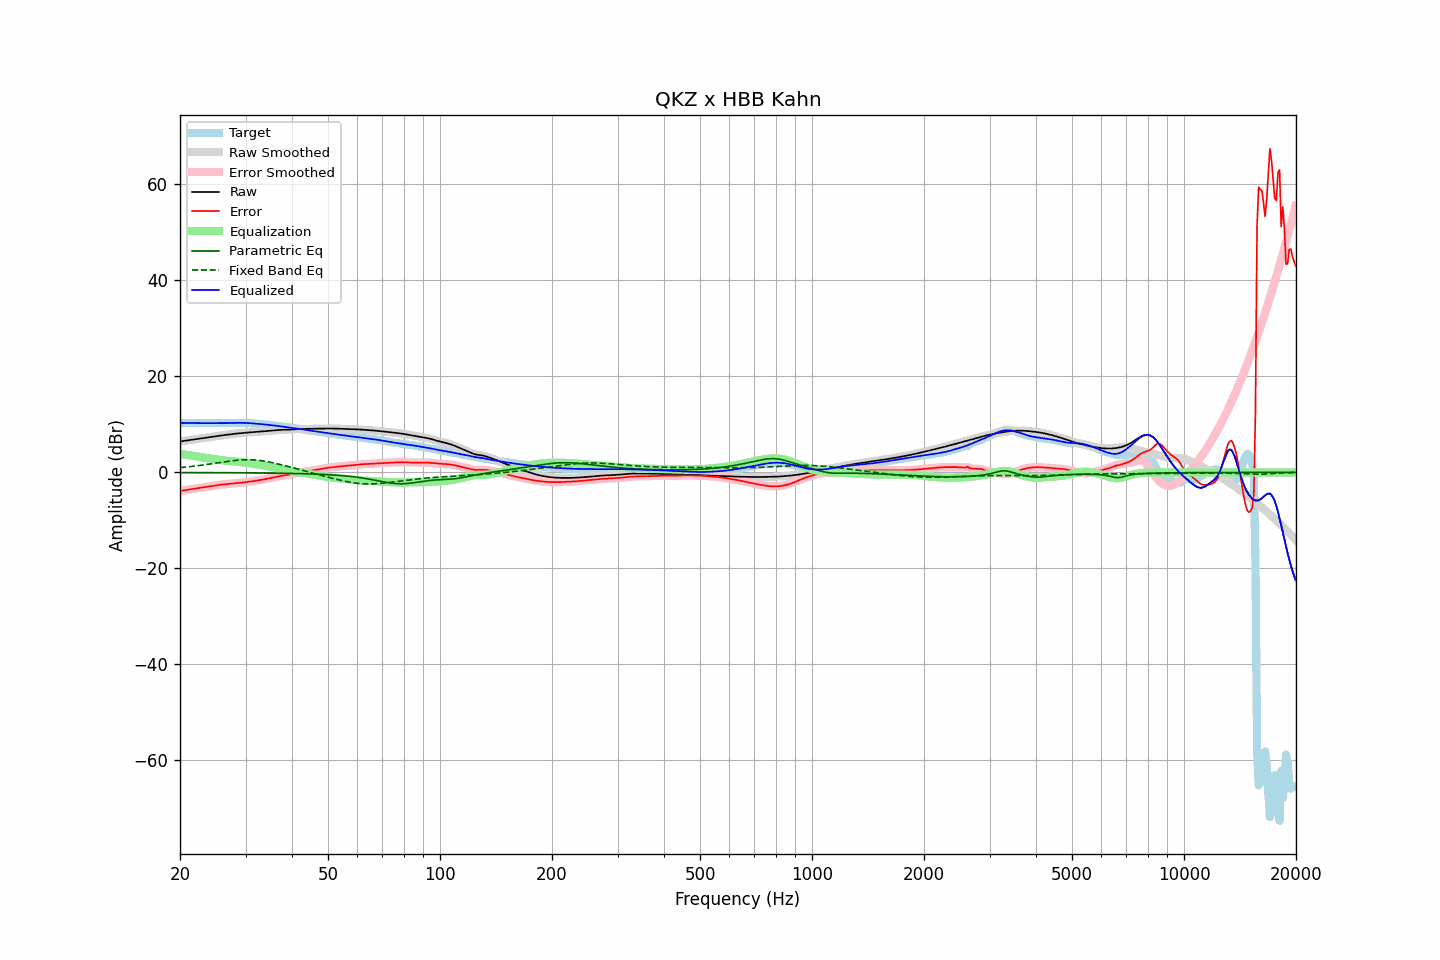 QKZ x HBB Kahn
Target
Raw Smoothed
Error Smoothed
Raw
Error
Equalization
Parametric Eq
Fixed Band Eq
Equalized
60
40
20
0
−20
−40
−60
Amplitude (dBr)
20 50 100 200 500 1000 2000 5000 10000 20000
Frequency (Hz)